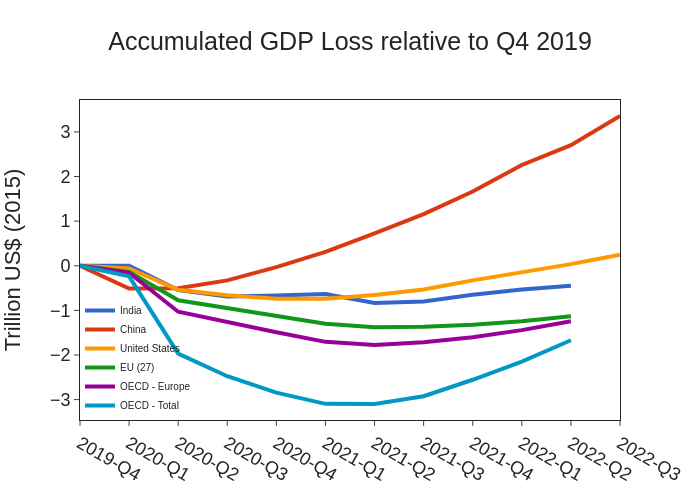 Accumulated GDP Loss relative to Q4 2019
Trillion US$ (2015)
3
2
1
0
−1
−2
−3
India
China
United States
EU (27)
OECD - Europe
OECD - Total
2019-Q4
2020-Q1
2020-Q2
2020-Q3
2020-Q4
2021-Q1
2021-Q2
2021-Q3
2021-Q4
2022-Q1
2022-Q2
2022-Q3